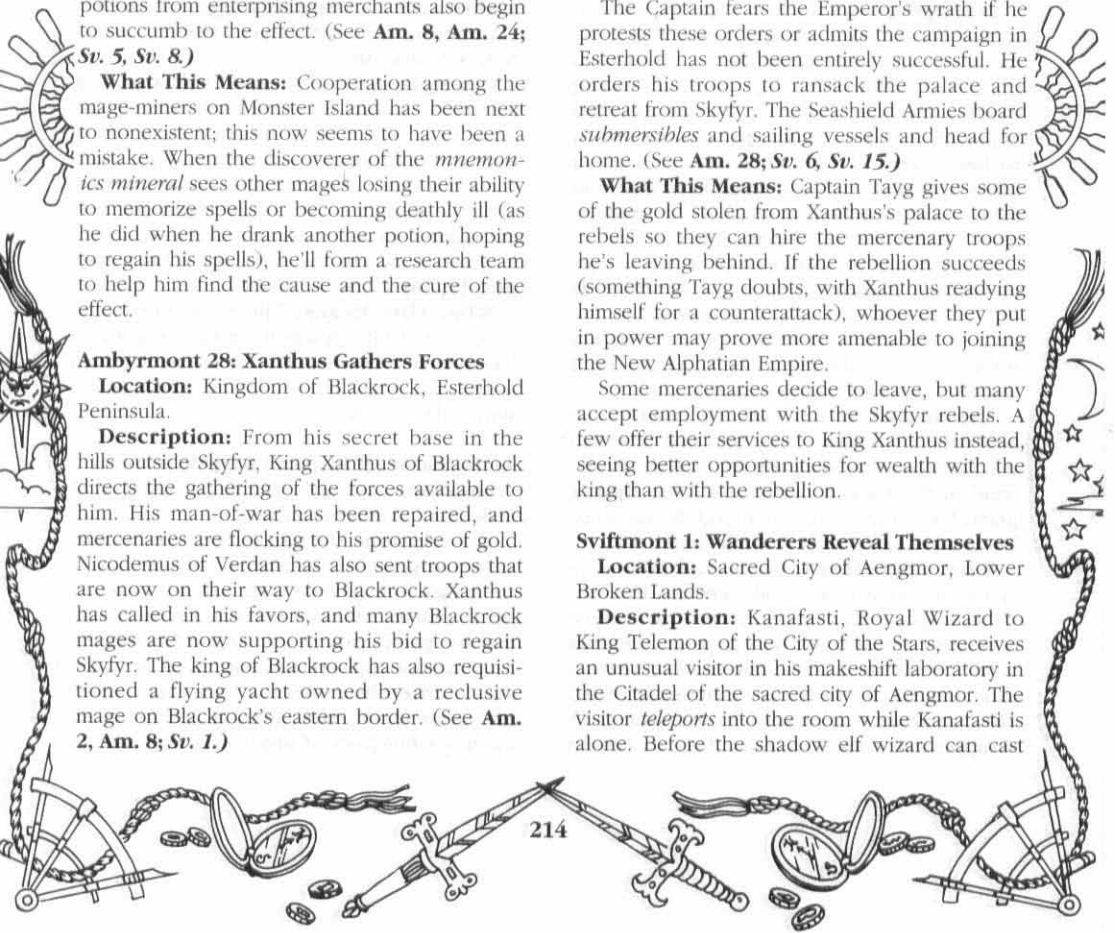 potions from enterprising merchants also begin
to succumb to the effect. (See Am. 8, Am. 24;
Sv. 5, Sv. 8.)
What This Means: Cooperation among the
mage-miners on Monster Island has been next
to nonexistent; this now seems to have been a
mistake. When the discoverer of the mnemon-
ics mineral sees other mages losing their ability
to memorize spells or becoming deathly ill (as
he did when he drank another potion, hoping
to regain his spells), he'll form a research team
to help him find the cause and the cure of the
effect.
Ambyrmont 28: Xanthus Gathers Forces
Location: Kingdom of Blackrock, Esterhold
Peninsula.
Description: From his secret base in the
hills outside Skyfyr, King Xanthus of Blackrock
directs the gathering of the forces available to
him. His man-of-war has been repaired, and
mercenaries are flocking to his promise of gold.
Nicodemus of Verdan has also sent troops that
are now on their way to Blackrock. Xanthus
has called in his favors, and many Blackrock
mages are now supporting his bid to regain
Skyfyr. The king of Blackrock has also requisi-
tioned a flying yacht owned by a reclusive
mage on Blackrock's eastern border. (See Am.
2, Am. 8; Sv. 1.)
The Captain fears the Emperor's wrath if he
protests these orders or admits the campaign in
Esterhold has not been entirely successful. He
orders his troops to ransack the palace and
retreat from Skyfyr. The Seashield Armies board
submersibles and sailing vessels and head for
home. (See Am. 28; Sv. 6, Sv. 15.)
What This Means: Captain Tayg gives some
of the gold stolen from Xanthus's palace to the
rebels so they can hire the mercenary troops
he's leaving behind. If the rebellion succeeds
(something Tayg doubts, with Xanthus readying
himself for a counterattack), whoever they put
in power may prove more amenable to joining
the New Alphatian Empire.
Some mercenaries decide to leave, but many
accept employment with the Skyfyr rebels. A
few offer their services to King Xanthus instead,
seeing better opportunities for wealth with the
king than with the rebellion.
Sviftmont 1: Wanderers Reveal Themselves
Location: Sacred City of Aengmor, Lower
Broken Lands.
Description: Kanafasti, Royal Wizard to
King Telemon of the City of the Stars, receives
an unusual visitor in his makeshift laboratory in
the Citadel of the sacred city of Aengmor. The
visitor teleports into the room while Kanafasti is
alone. Before the shadow elf wizard can cast
214